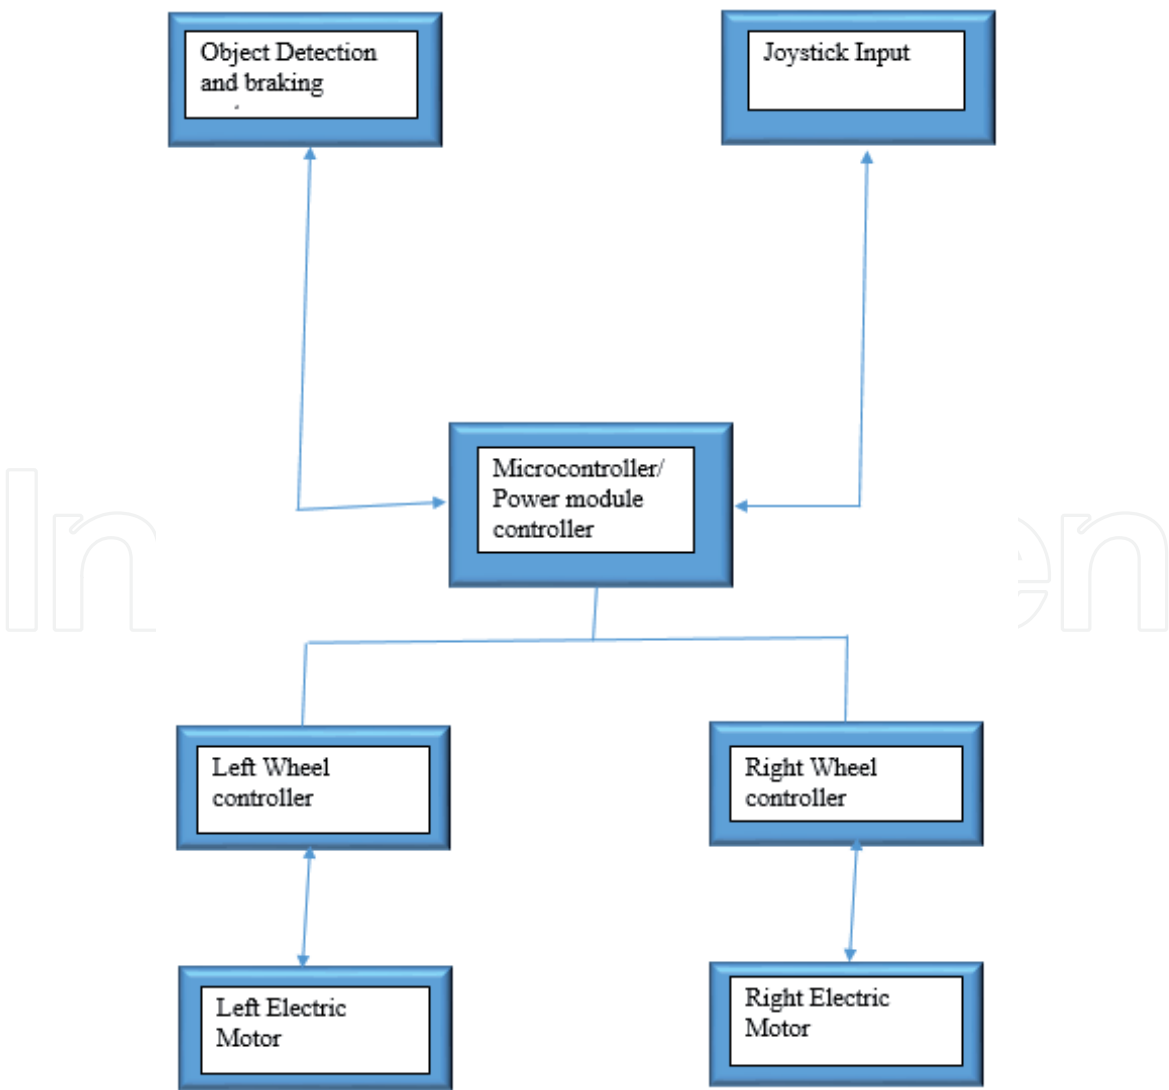 Object Detection
and braking
Joystick Input
Microcontroller/
Power module
controller
Left Wheel
controller
Right Wheel
controller
Left Electric
Motor
Right Electric
Motor